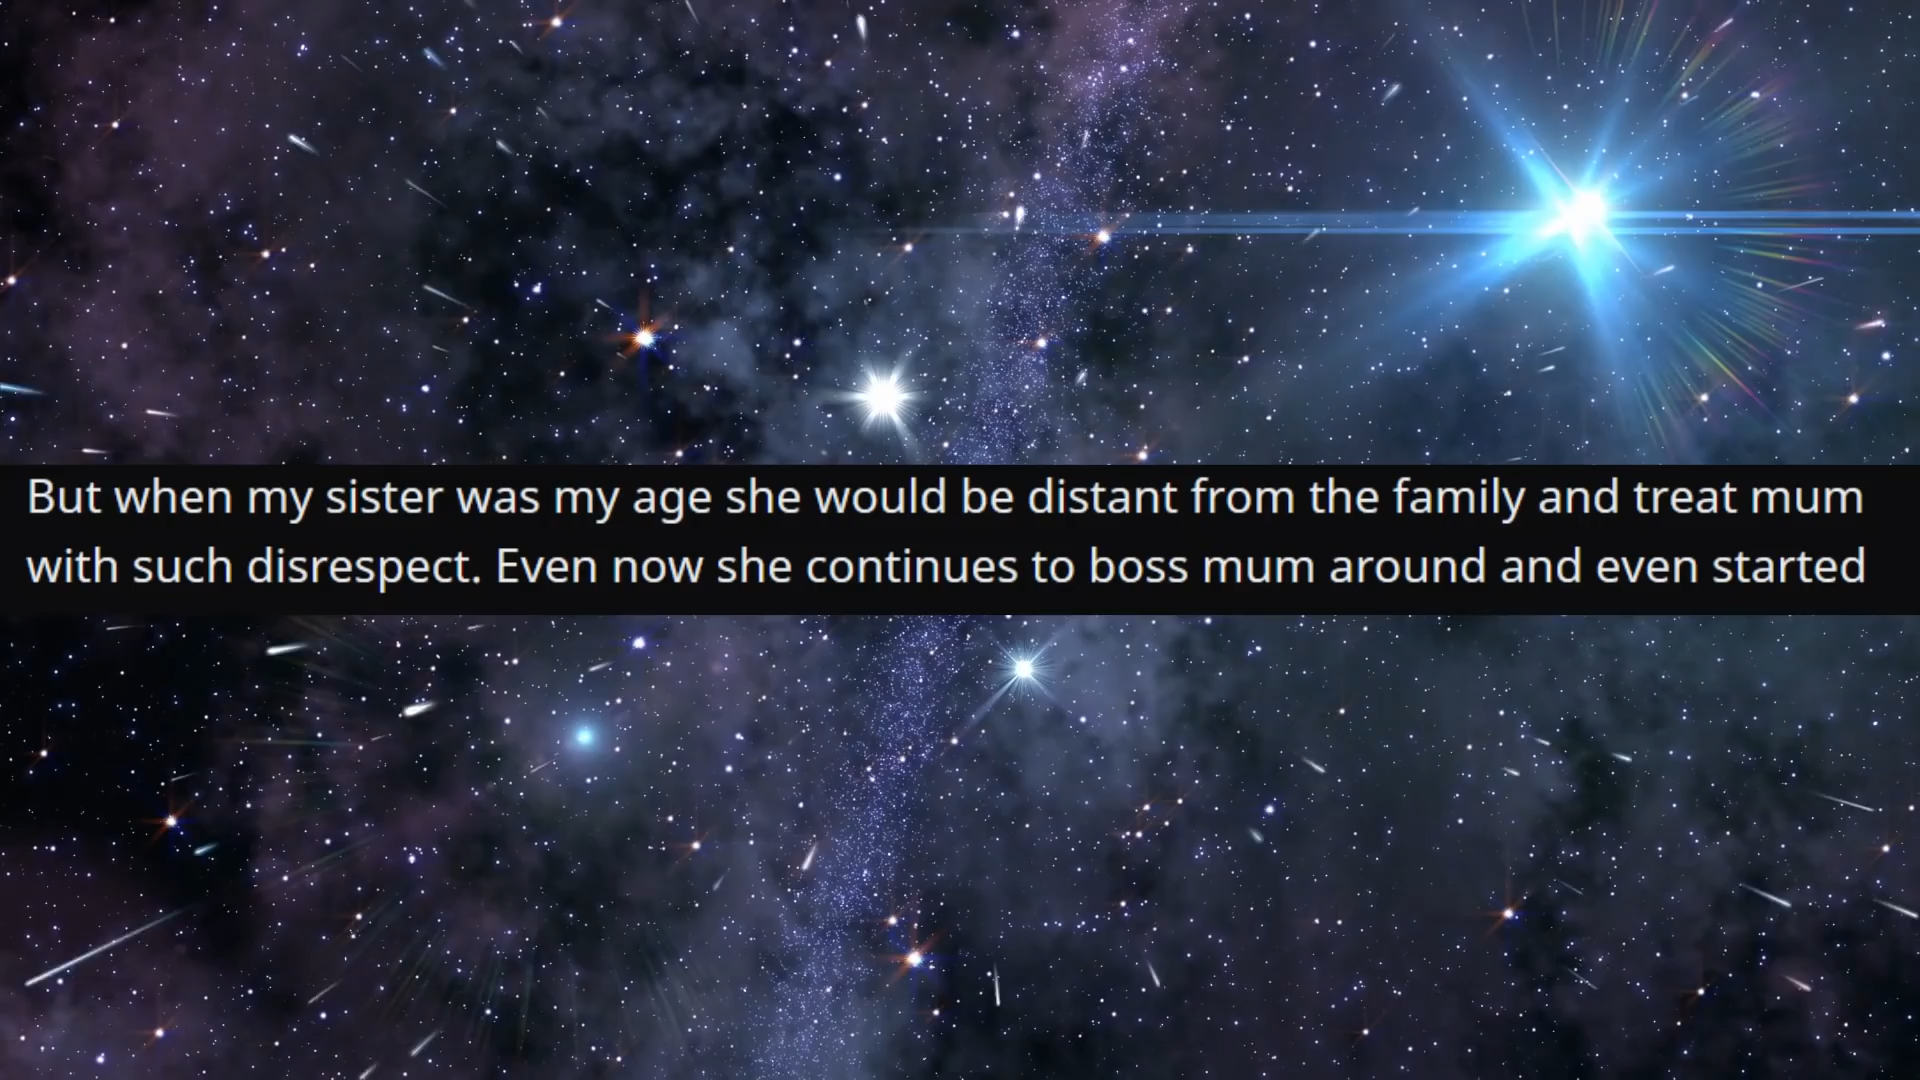 But when my sister was my age she would be distant from the family and treat mum
with such disrespect. Even now she continues to boss mum around and even started